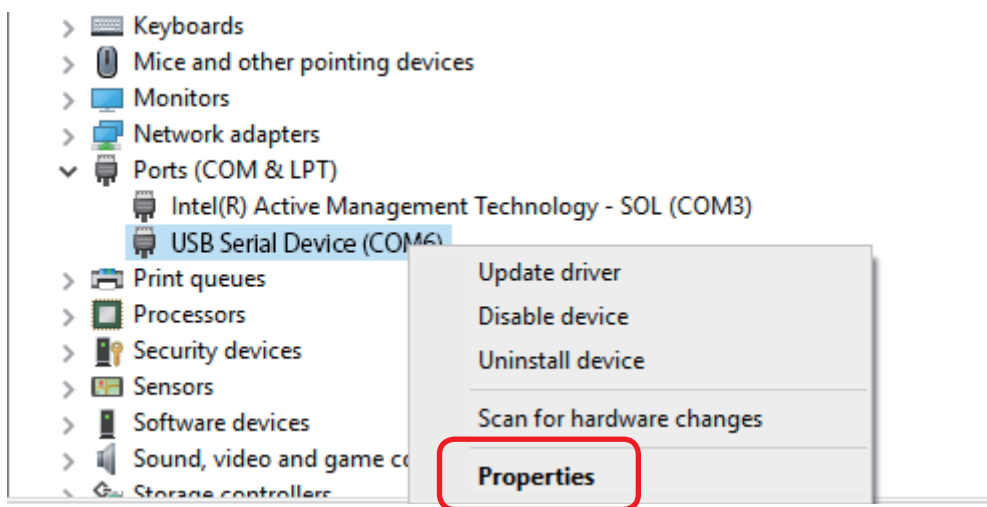 Keyboards
Mice and other pointing devices
Monitors
Network adapters
Ports (COM & LPT)
Intel(R) Active Management Technology - SOL (COM3)
USB Serial Device (COM6)
Print queues
Processors
Security devices
Sensors
Software devices
Sound, video and game co
Storage controllers
Update driver
Disable device
Uninstall device
Scan for hardware changes
Properties